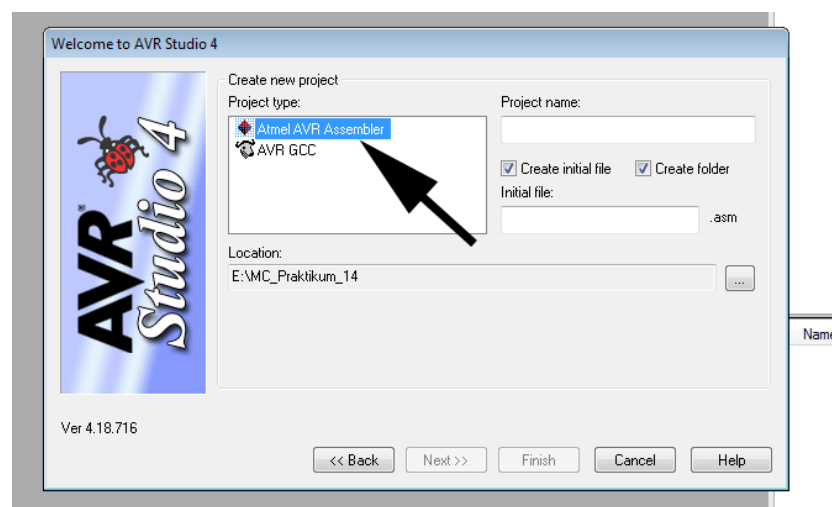 Welcome to AVR Studio 4
AVR Studio 4
Create new project
Project type:
Atmel AVR Assembler
AVR GCC
Project name:
Create initial file
Create folder
Initial file:
.asm
Location:
E:\MC_Praktikum_14
...
Name
Ver 4.18.716
<< Back
Next >>
Finish
Cancel
Help